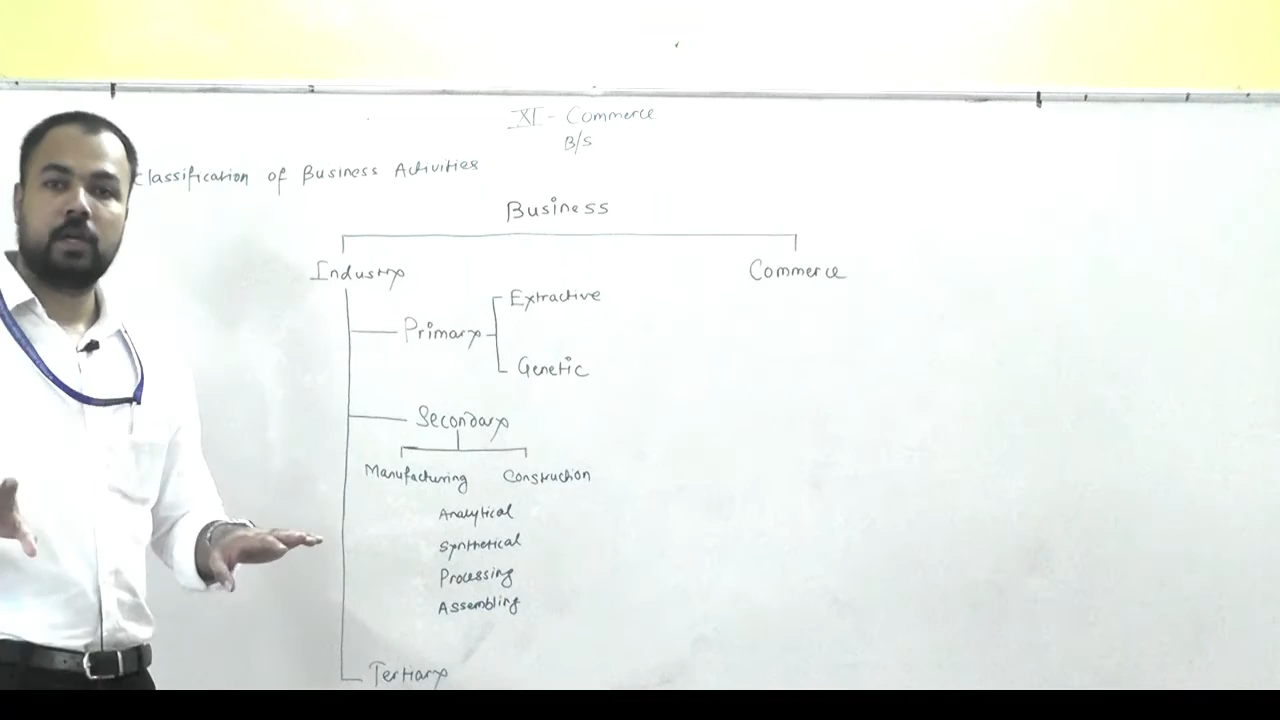 XI - Commerce
B/S
Classification of Business Activities
Business
Industry
Commerce
Extractive
Primary
Genetic
Secondary
Manufacturing Construction
Analytical
Synthetical
Processing
Assembling
Tertiary